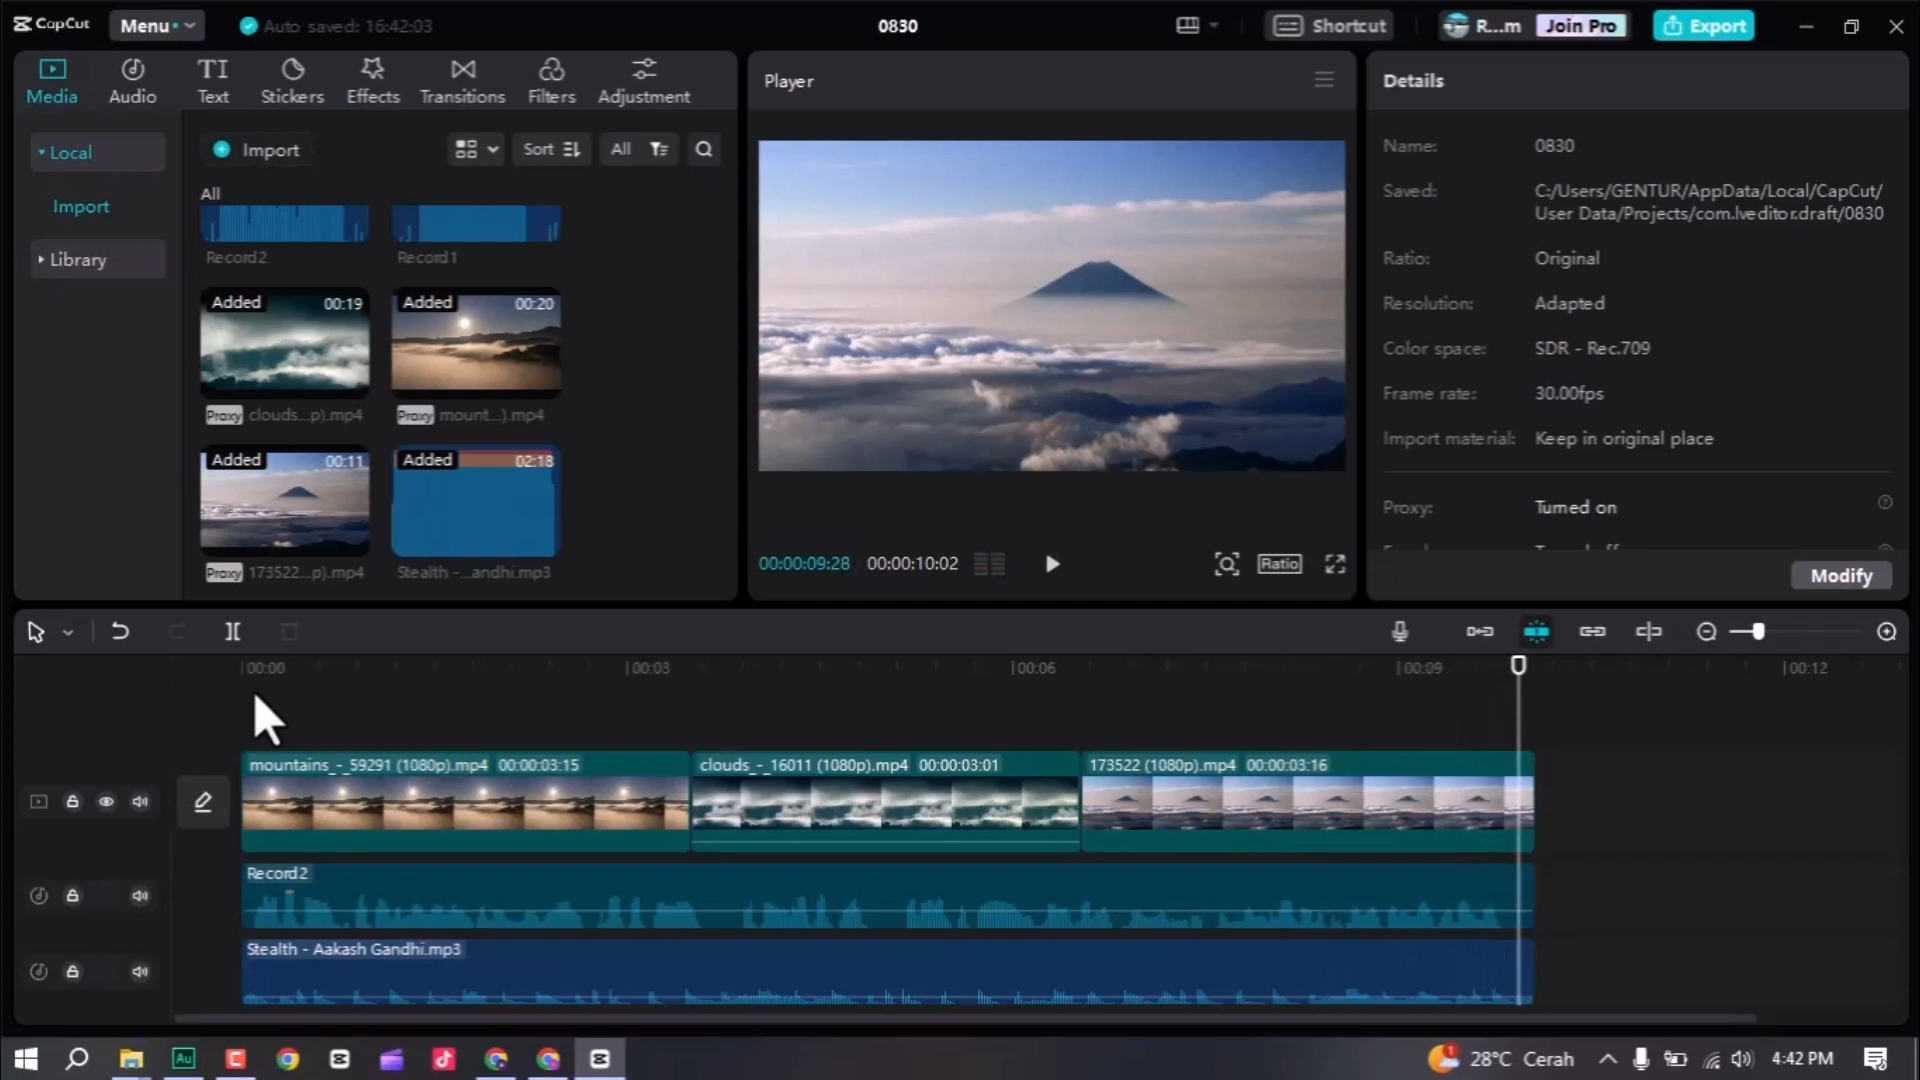 CapCut
Menu
Auto saved: 16:42:03
0830
Shortcut
R...m
Join Pro
Export
Media
Audio
TI
Text
Stickers
Effects
Transitions
Filters
Adjustment
Local
Import
Library
Import
Sort
All
All
Record2
Record1
Added 00:19
Added 00:20
Proxy clouds...p).mp4
Proxy mount...).mp4
Added 00:11
Added 02:18
Proxy 173522...p).mp4
Stealth -...andhi.mp3
Player
00:00:09:28
00:00:10:02
Ratio
Details
Name: 0830
Saved: C:/Users/GENTUR/AppData/Local/CapCut/
User Data/Projects/com.lveditor.draft/0830
Ratio: Original
Resolution: Adapted
Color space: SDR - Rec.709
Frame rate: 30.00fps
Import material: Keep in original place
Proxy: Turned on
Modify
00:00
00:03
00:06
00:09
00:12
mountains_-_59291 (1080p).mp4 00:00:03:15
clouds_-_16011 (1080p).mp4 00:00:03:01
173522 (1080p).mp4 00:00:03:16
Record2
Stealth - Aakash Gandhi.mp3
Au
C
1
28°C Cerah
4:42 PM